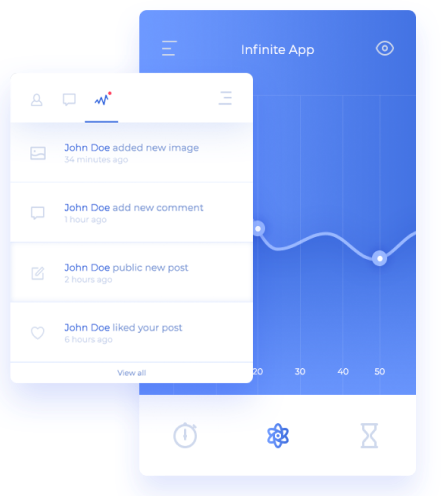 Infinite App
John Doe added new image
34 minutes ago
John Doe add new comment
1 hour ago
John Doe public new post
2 hours ago
John Doe liked your post
6 hours ago
View all
20 30 40 50